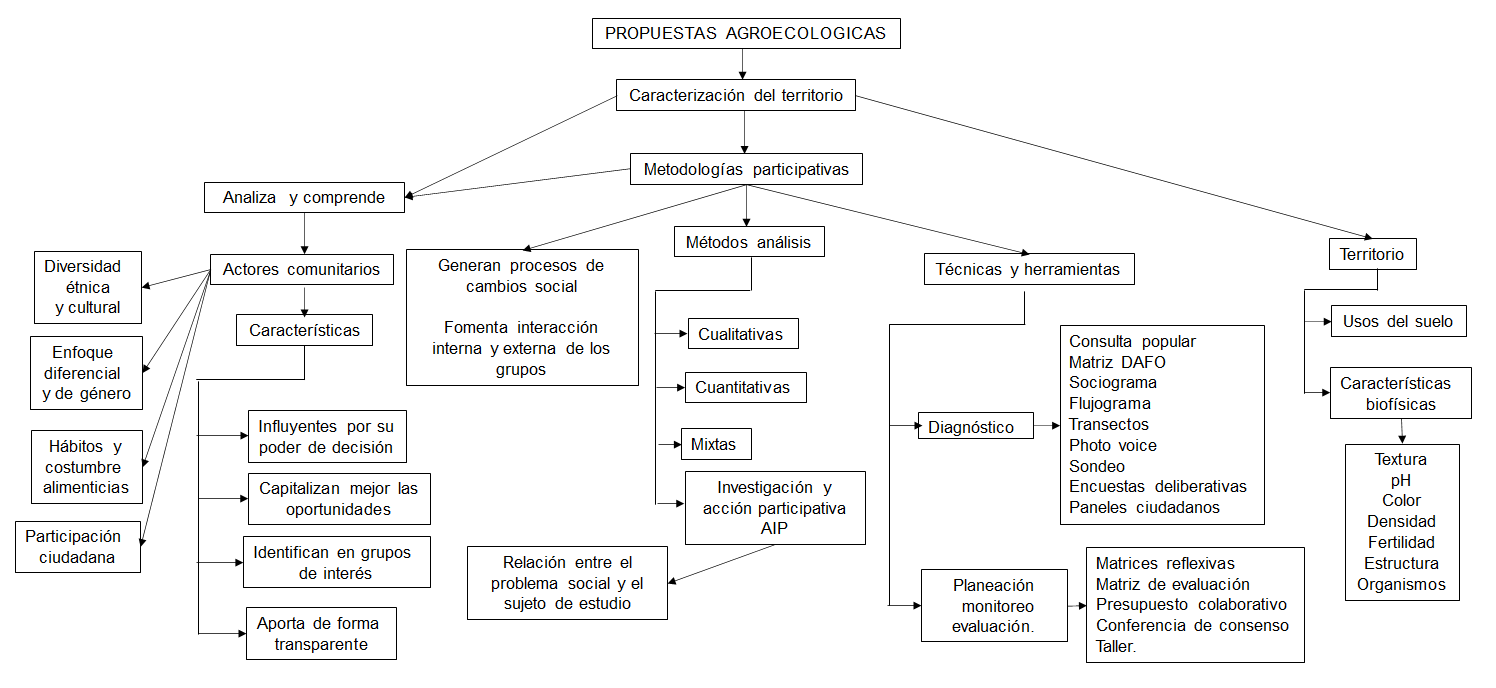 PROPUESTAS AGROECOLOGICAS
Caracterización del territorio
Metodologías participativas
Analiza y comprende
Actores comunitarios
Diversidad
étnica
y cultural
Enfoque
diferencial
y de género
Hábitos y
costumbre
alimenticias
Participación
ciudadana
Características
Influyentes por su
poder de decisión
Capitalizan mejor las
oportunidades
Identifican en grupos
de interés
Aporta de forma
transparente
Generan procesos de
cambios social
Fomenta interacción
interna y externa de los
grupos
Métodos análisis
Cualitativas
Cuantitativas
Mixtas
Investigación y
acción participativa
AIP
Relación entre el
problema social y el
sujeto de estudio
Técnicas y herramientas
Diagnóstico
Consulta popular
Matriz DAFO
Sociograma
Flujograma
Transectos
Photo voice
Sondeo
Encuestas deliberativas
Paneles ciudadanos
Planeación
monitoreo
evaluación.
Matrices reflexivas
Matriz de evaluación
Presupuesto colaborativo
Conferencia de consenso
Taller.
Territorio
Usos del suelo
Características
biofísicas
Textura
pH
Color
Densidad
Fertilidad
Estructura
Organismos